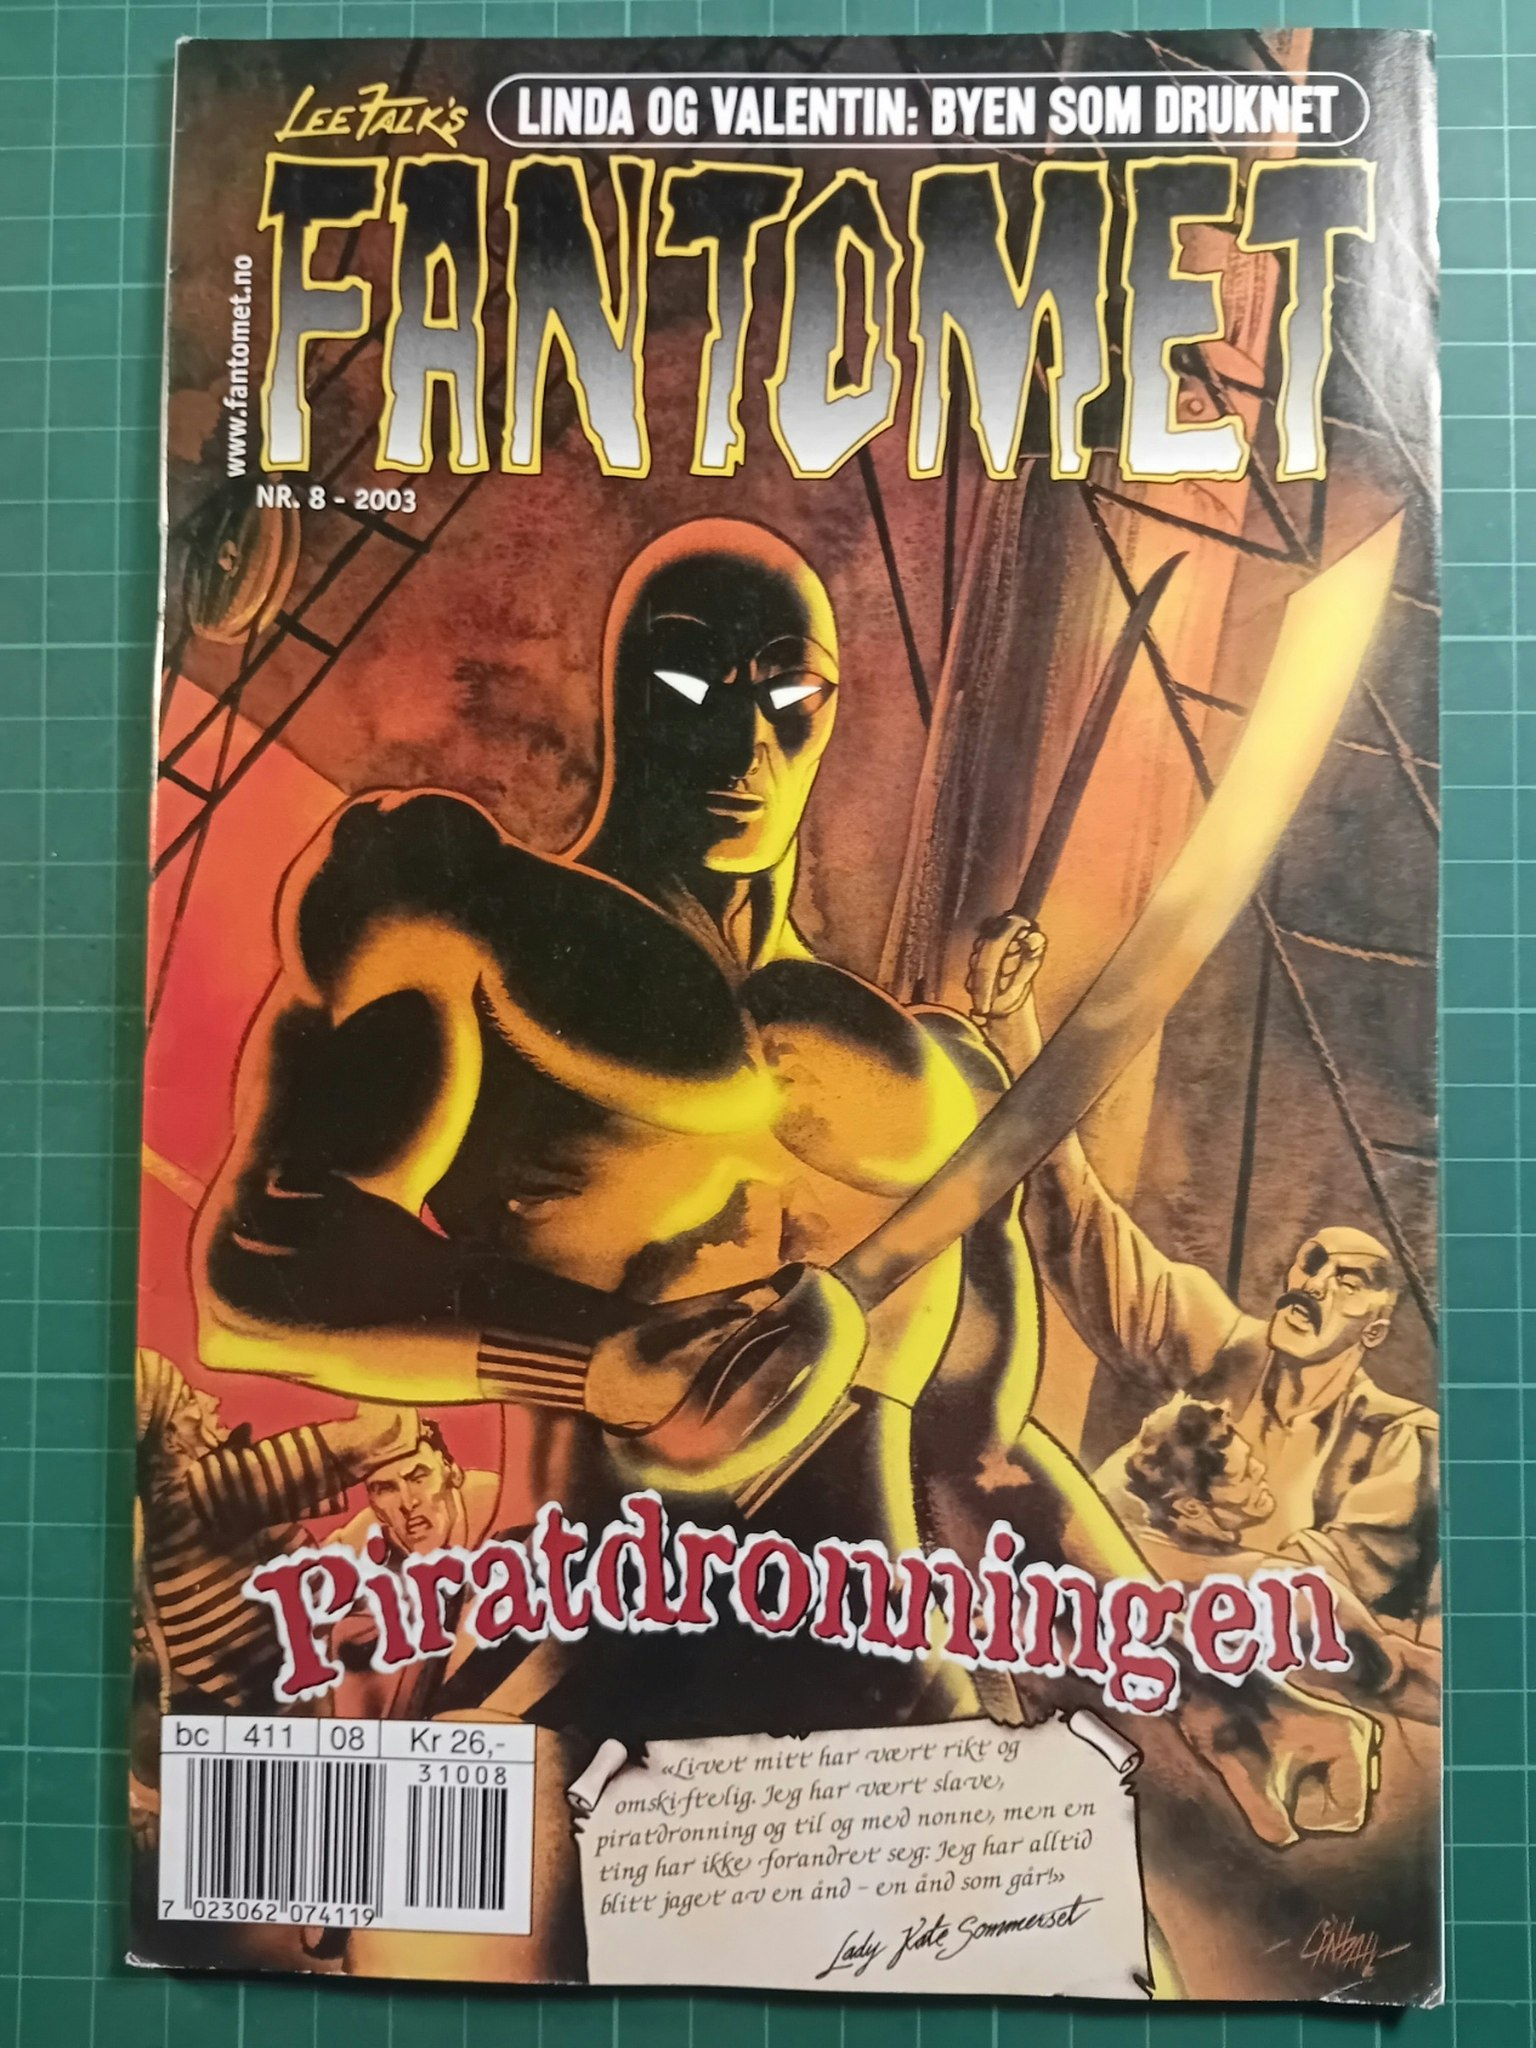 LEE FALK'S
LINDA OG VALENTIN: BYEN SOM DRUKNET
FANTOMET
www.fantomet.no
NR. 8 - 2003
Piratdronningen
bc 411 08 Kr 26,-
31008
7 023062 074119
«Livet mitt har vært rikt og
omskiftelig. Jeg har vært slave,
piratdronning og til og med nonne, men en
ting har ikke forandret seg: Jeg har alltid
blitt jaget av en ånd – en ånd som går!»
Lady Kate Sommerset
LINDAHL